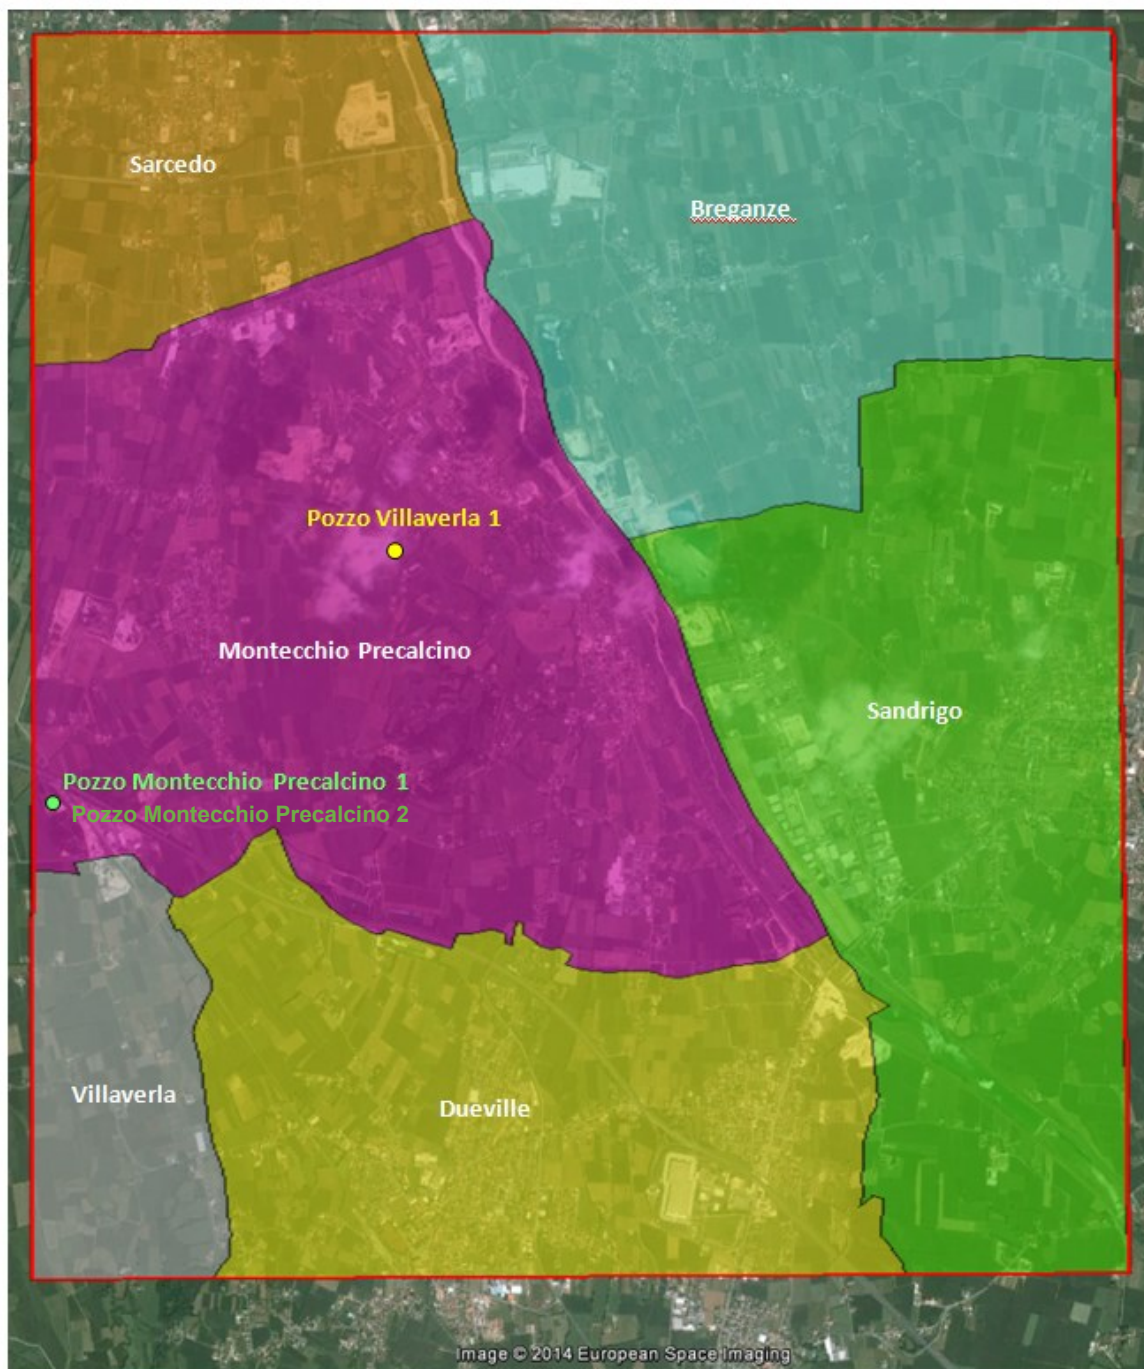 Sarcedo
Breganze
Pozzo Villaverla 1
Montecchio Precalcino
Sandrigo
Pozzo Montecchio Precalcino 1
Pozzo Montecchio Precalcino 2
Villaverla
Dueville
Image © 2014 European Space Imaging